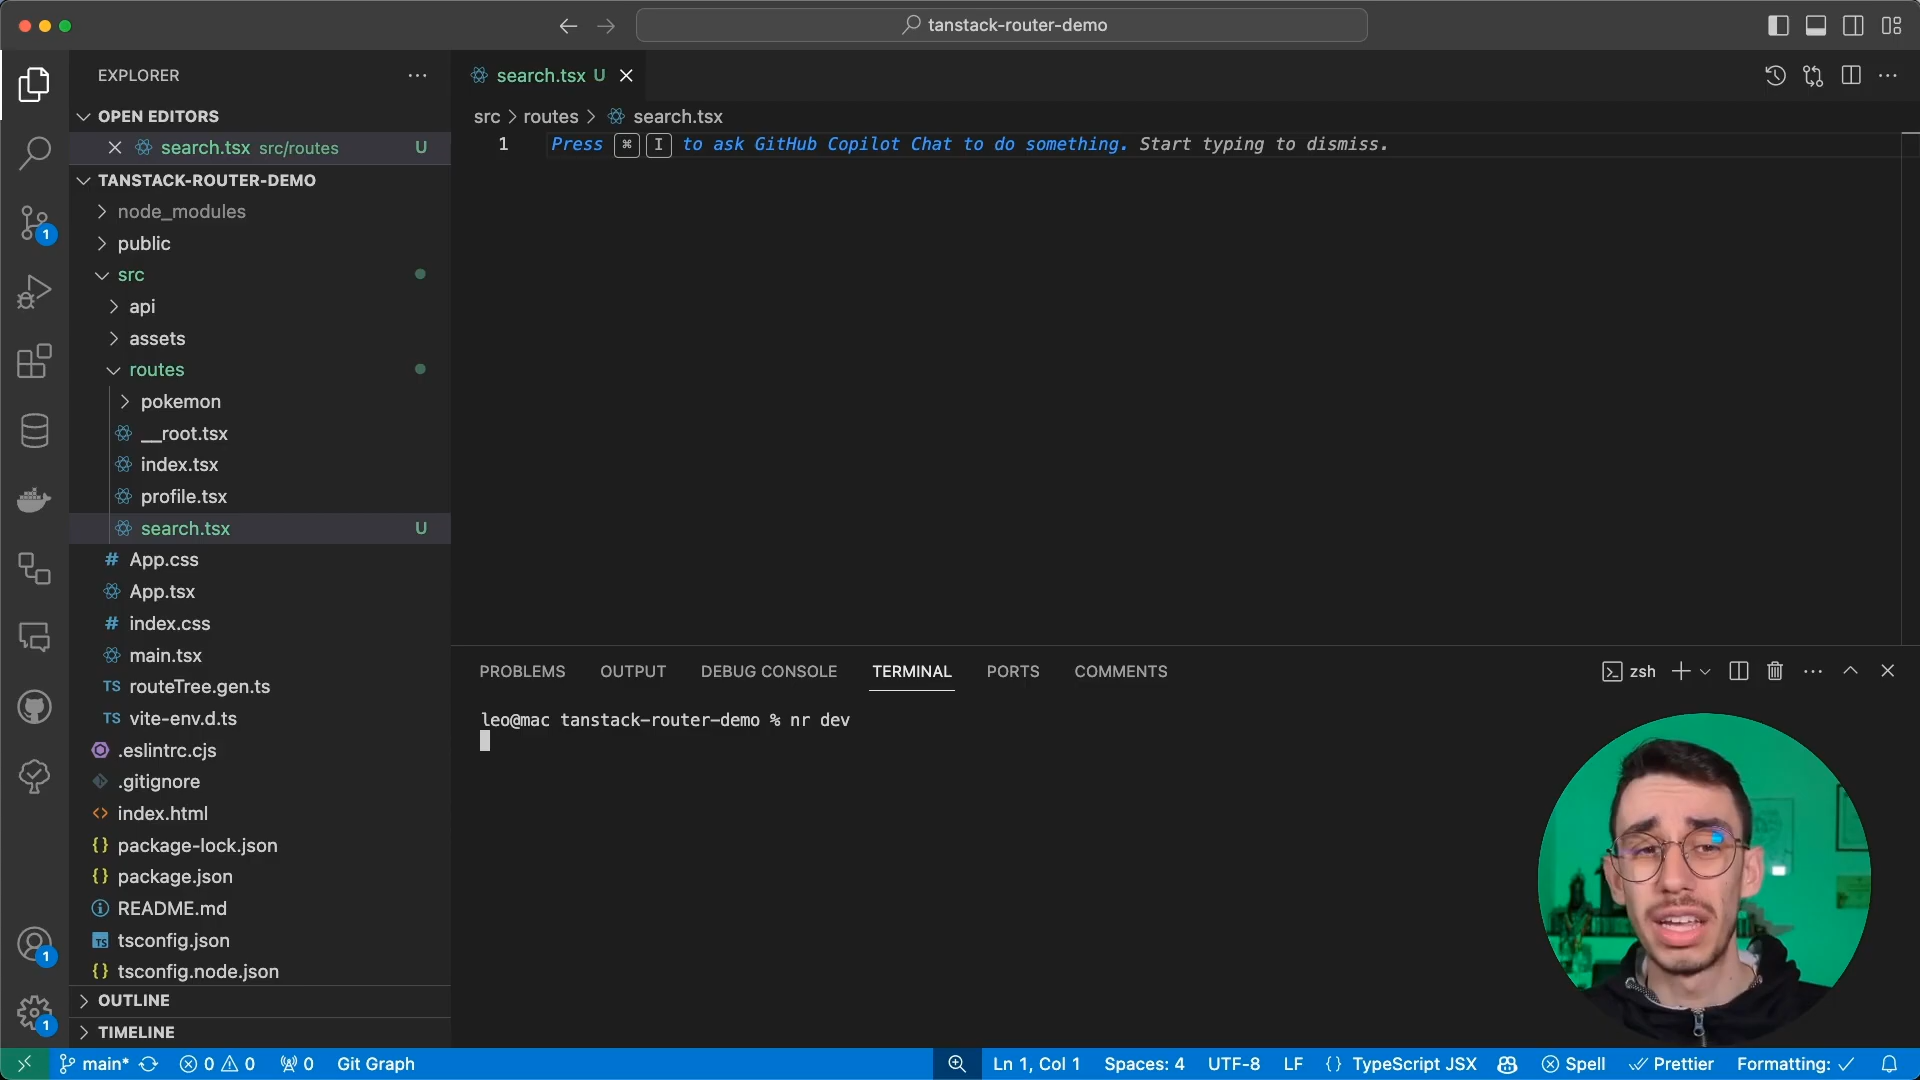 tanstack-router-demo
EXPLORER
search.tsx U
OPEN EDITORS
search.tsx src/routes U
TANSTACK-ROUTER-DEMO
node_modules
public
src
api
assets
routes
pokemon
__root.tsx
index.tsx
profile.tsx
search.tsx U
# App.css
App.tsx
# index.css
main.tsx
TS routeTree.gen.ts
TS vite-env.d.ts
.eslintrc.cjs
.gitignore
<> index.html
{} package-lock.json
{} package.json
README.md
TS tsconfig.json
{} tsconfig.node.json
OUTLINE
TIMELINE
1
1
1
src > routes > search.tsx
1 Press ⌘ I to ask GitHub Copilot Chat to do something. Start typing to dismiss.
PROBLEMS OUTPUT DEBUG CONSOLE TERMINAL PORTS COMMENTS
zsh
leo@mac tanstack-router-demo % nr dev
main* 0 0 0 Git Graph
Ln 1, Col 1 Spaces: 4 UTF-8 LF {} TypeScript JSX Spell Prettier Formatting: ✓